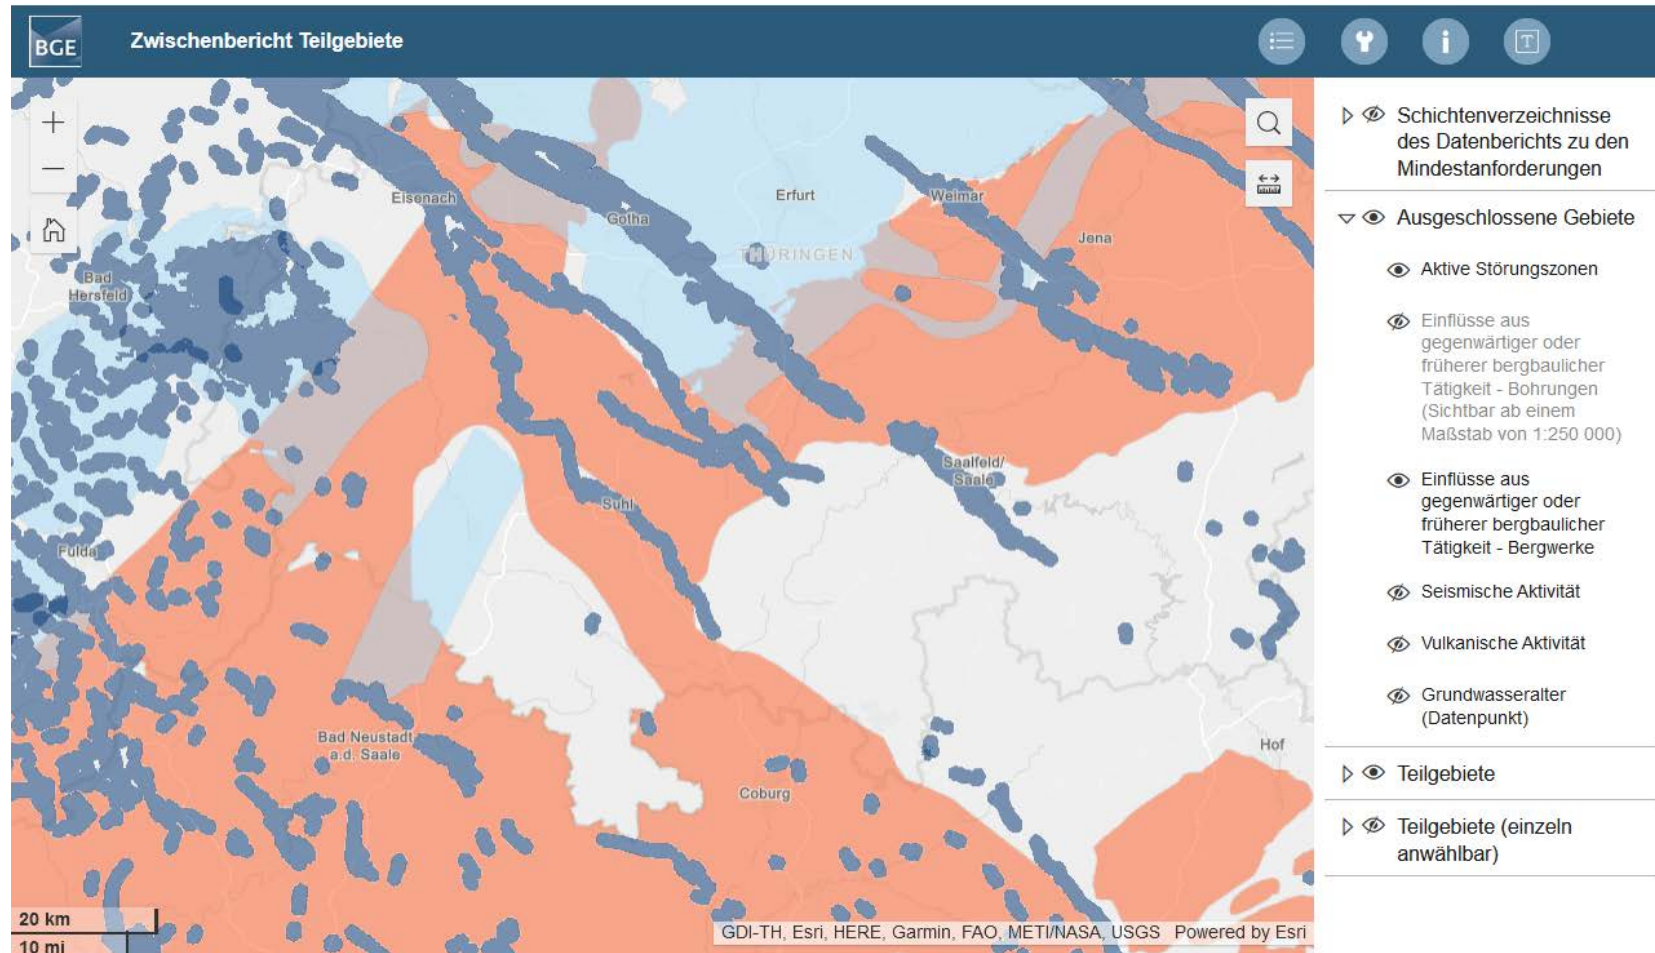 BGE
Zwischenbericht Teilgebiete
T
Schichtenverzeichnisse
des Datenberichts zu den
Mindestanforderungen
Ausgeschlossene Gebiete
Aktive Störungszonen
Einflüsse aus
gegenwärtiger oder
früherer bergbaulicher
Tätigkeit - Bohrungen
(Sichtbar ab einem
Maßstab von 1:250 000)
Einflüsse aus
gegenwärtiger oder
früherer bergbaulicher
Tätigkeit - Bergwerke
Seismische Aktivität
Vulkanische Aktivität
Grundwasseralter
(Datenpunkt)
Teilgebiete
Teilgebiete (einzeln
anwählbar)
Eisenach
Gotha
Erfurt
Weimar
Jena
THÜRINGEN
Bad
Hersfeld
Saalfeld/
Saale
Suhl
Fulda
Bad Neustadt
a.d. Saale
Coburg
Hof
20 km
10 mi
GDI-TH, Esri, HERE, Garmin, FAO, METI/NASA, USGS Powered by Esri